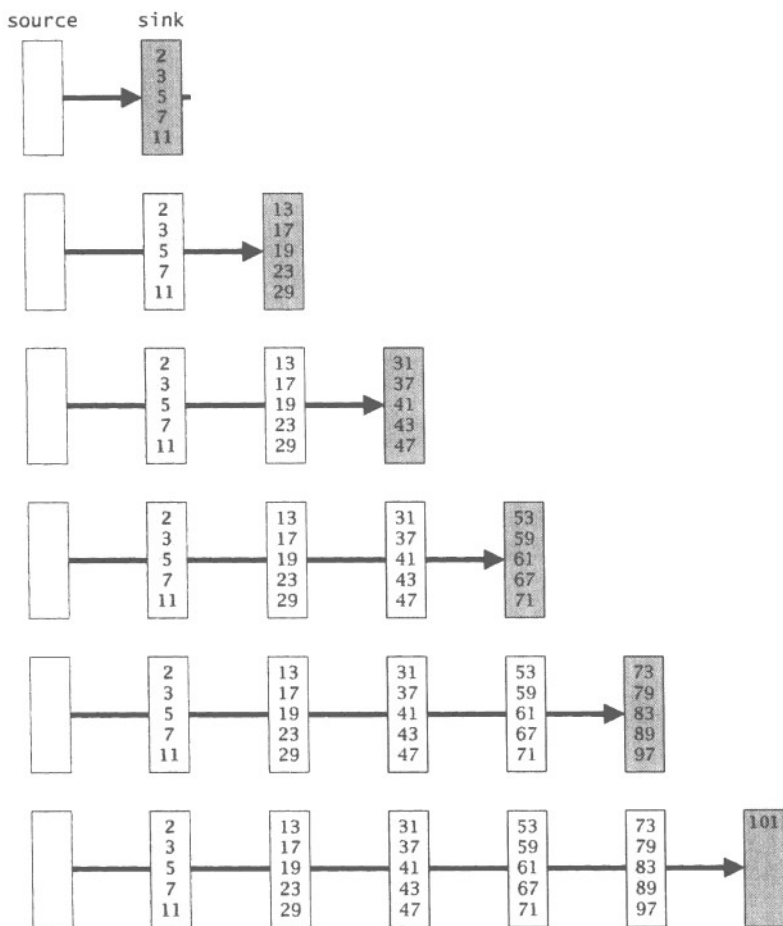 source sink
2
3
5
7
11
2 13
3 17
5 19
7 23
11 29
2 13 31
3 17 37
5 19 41
7 23 43
11 29 47
2 13 31 53
3 17 37 59
5 19 41 61
7 23 43 67
11 29 47 71
2 13 31 53 73
3 17 37 59 79
5 19 41 61 83
7 23 43 67 89
11 29 47 71 97
2 13 31 53 73 101
3 17 37 59 79
5 19 41 61 83
7 23 43 67 89
11 29 47 71 97